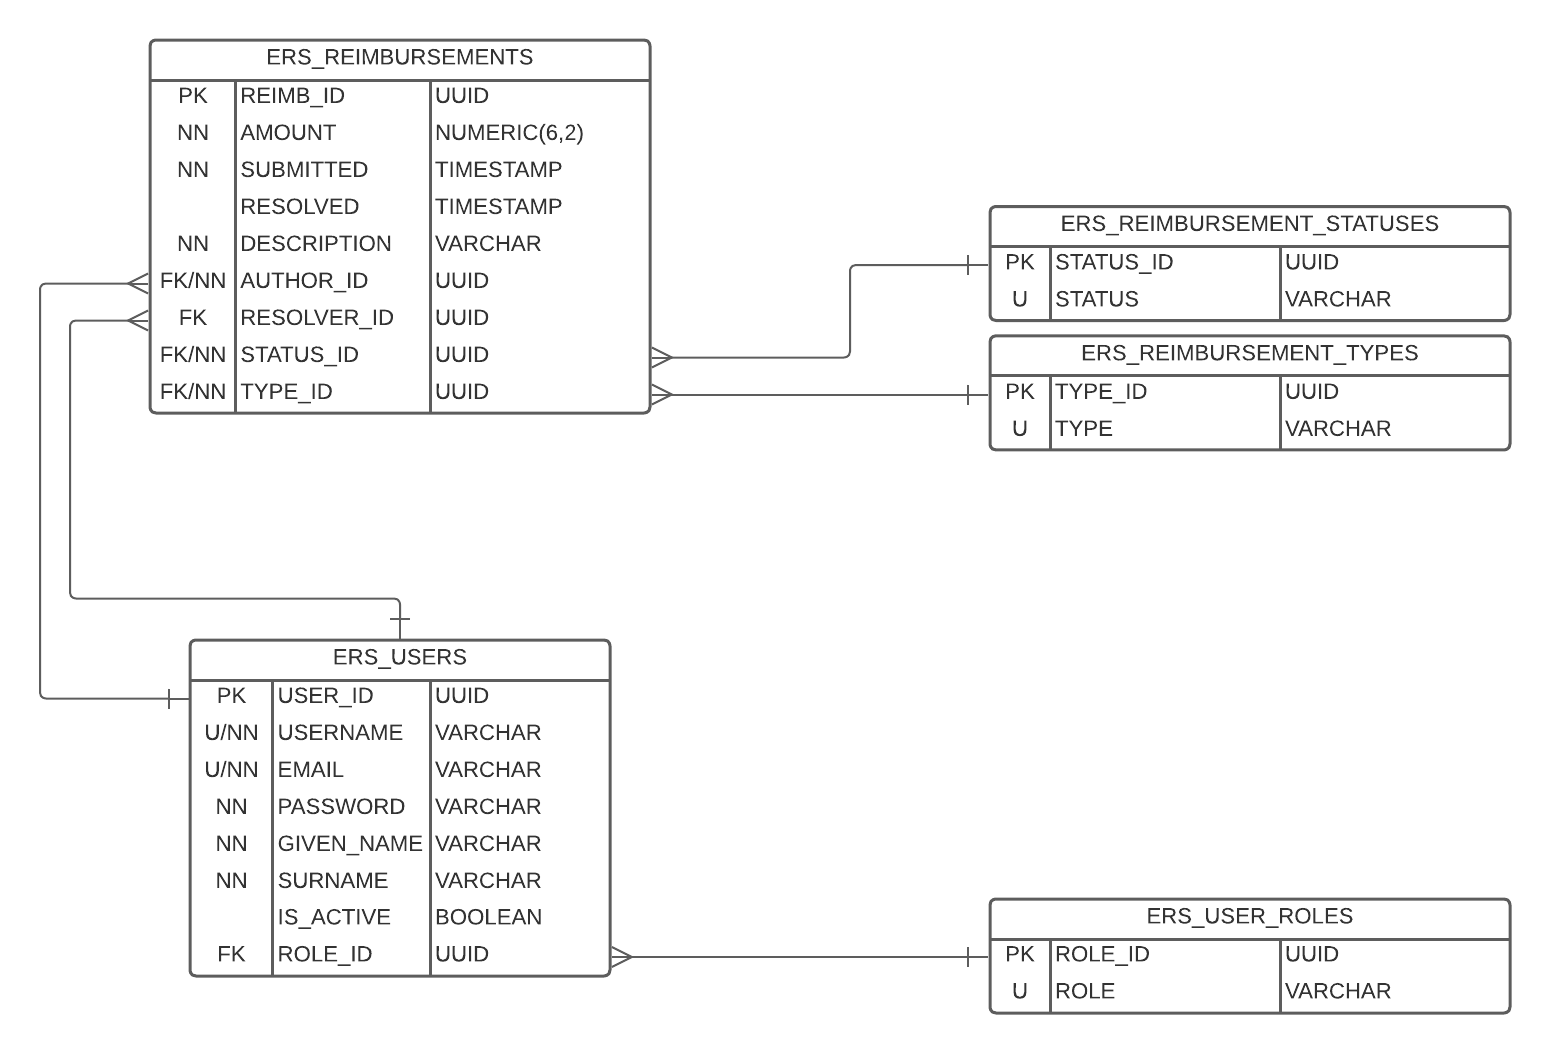 ERS_REIMBURSEMENTS
PK REIMB_ID UUID
NN AMOUNT NUMERIC(6,2)
NN SUBMITTED TIMESTAMP
RESOLVED TIMESTAMP
NN DESCRIPTION VARCHAR
FK/NN AUTHOR_ID UUID
FK RESOLVER_ID UUID
FK/NN STATUS_ID UUID
FK/NN TYPE_ID UUID
ERS_REIMBURSEMENT_STATUSES
PK STATUS_ID UUID
U STATUS VARCHAR
ERS_REIMBURSEMENT_TYPES
PK TYPE_ID UUID
U TYPE VARCHAR
ERS_USERS
PK USER_ID UUID
U/NN USERNAME VARCHAR
U/NN EMAIL VARCHAR
NN PASSWORD VARCHAR
NN GIVEN_NAME VARCHAR
NN SURNAME VARCHAR
IS_ACTIVE BOOLEAN
FK ROLE_ID UUID
ERS_USER_ROLES
PK ROLE_ID UUID
U ROLE VARCHAR